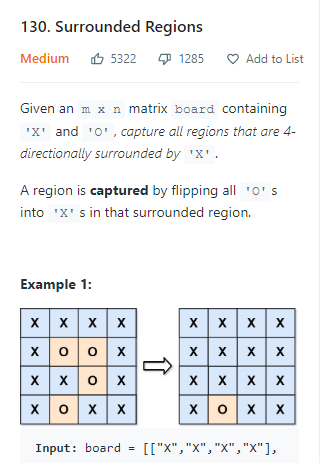 130. Surrounded Regions
Medium 5322 1285 Add to List
Given an m x n matrix board containing
'X' and 'O', capture all regions that are 4-
directionally surrounded by 'X'.
A region is captured by flipping all 'O' s
into 'X' s in that surrounded region.
Example 1:
X X X X X X X X
X O O X X X X X
X X O X X X X X
X O X X X O X X
Input: board = [["X","X","X","X"],